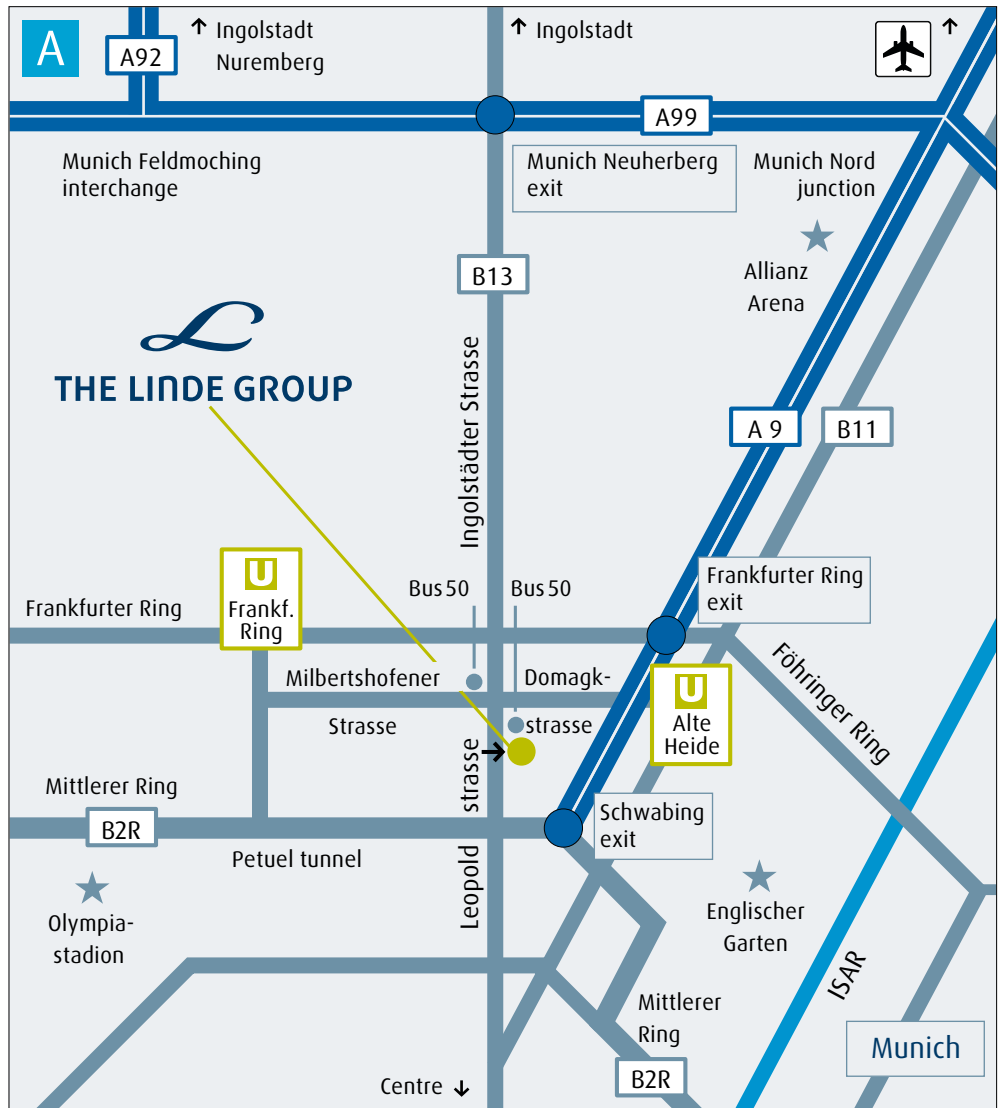 A
A92
↑ Ingolstadt
Nuremberg
↑ Ingolstadt
↑
A99
Munich Feldmoching
interchange
Munich Neuherberg
exit
Munich Nord
junction
B13
Allianz
Arena
L
THE LINDE GROUP
Ingolstädter Strasse
A 9
B11
U
Frankf.
Ring
Bus 50
Bus 50
Frankfurter Ring
exit
Frankfurter Ring
Milbertshofener
Strasse
Domagk-
strasse
U
Alte
Heide
Föhringer Ring
Leopold strasse
→
Mittlerer Ring
B2R
Petuel tunnel
Schwabing
exit
Olympia-
stadion
Englischer
Garten
ISAR
Mittlerer
Ring
B2R
Munich
Centre ↓